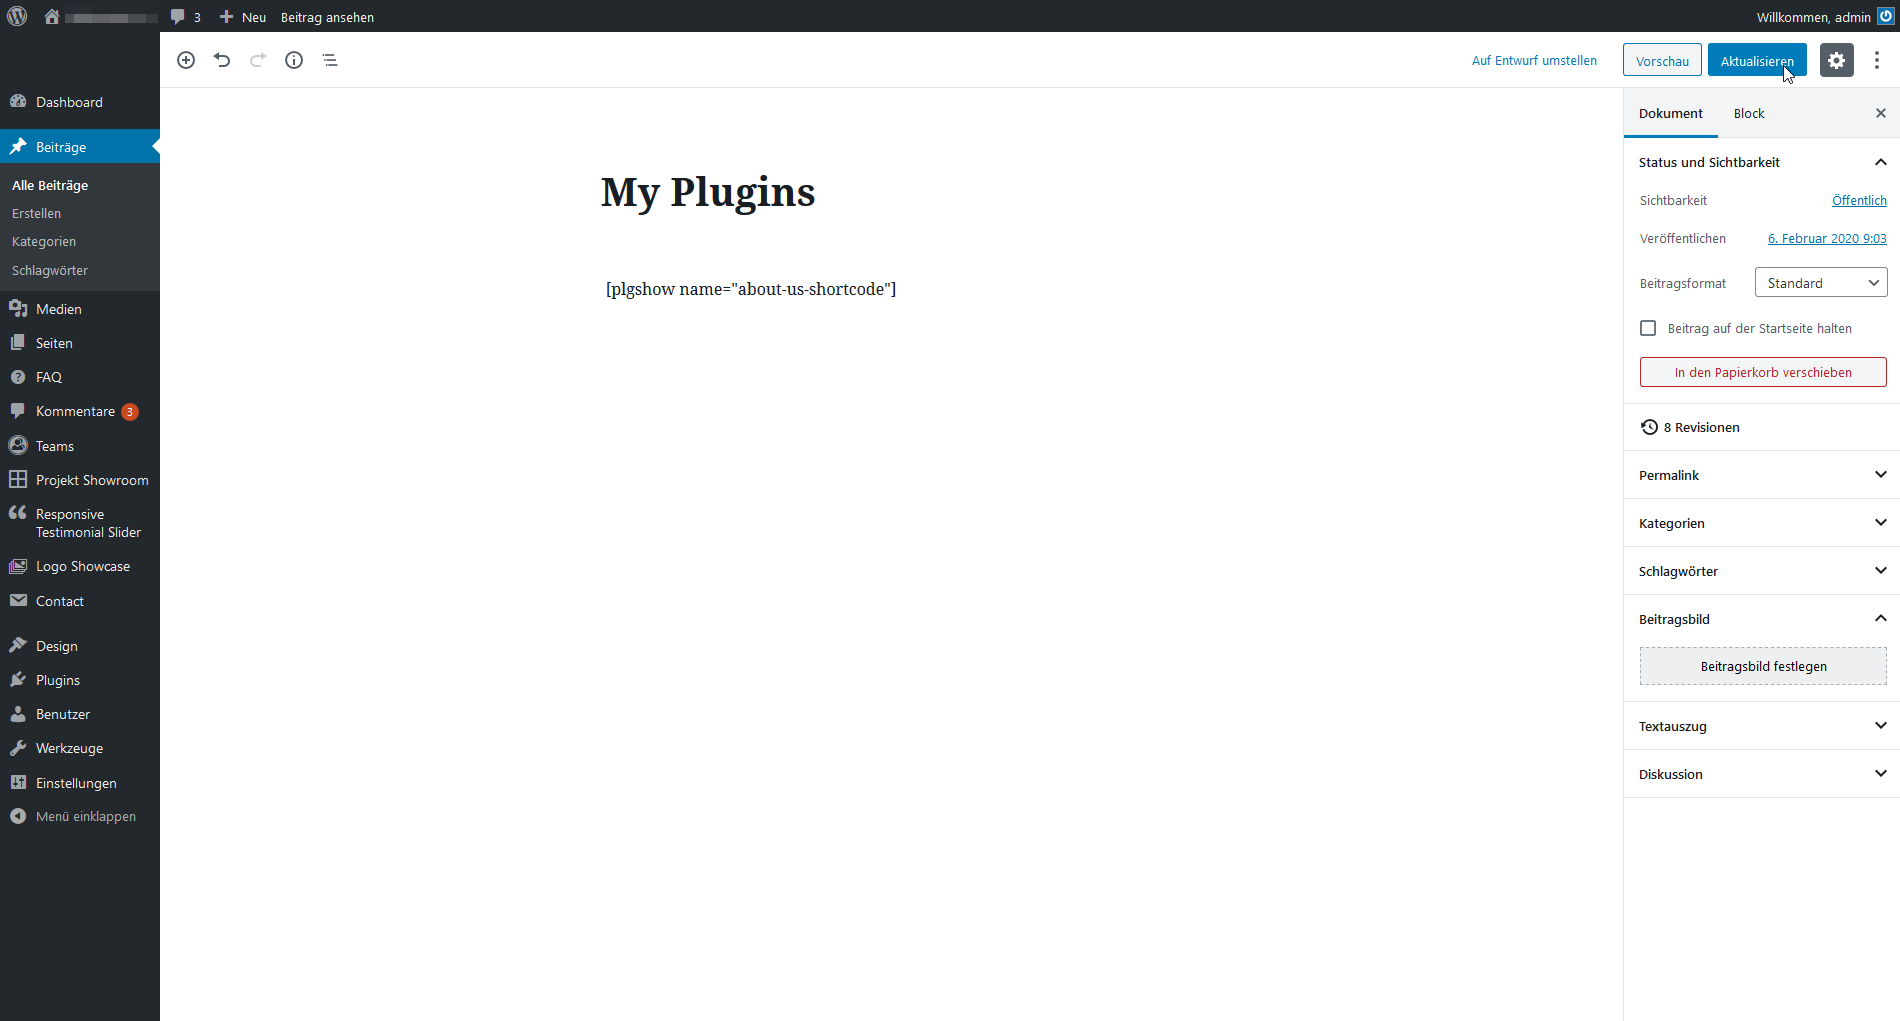 3 Neu Beitrag ansehen Willkommen, admin
Auf Entwurf umstellen Vorschau Aktualisieren
Dashboard
Beiträge
Alle Beiträge
Erstellen
Kategorien
Schlagwörter
Medien
Seiten
FAQ
Kommentare 3
Teams
Projekt Showroom
Responsive
Testimonial Slider
Logo Showcase
Contact
Design
Plugins
Benutzer
Werkzeuge
Einstellungen
Menü einklappen
My Plugins
[plgshow name="about-us-shortcode"]
Dokument Block
Status und Sichtbarkeit
Sichtbarkeit Öffentlich
Veröffentlichen 6. Februar 2020 9:03
Beitragsformat Standard
Beitrag auf der Startseite halten
In den Papierkorb verschieben
8 Revisionen
Permalink
Kategorien
Schlagwörter
Beitragsbild
Beitragsbild festlegen
Textauszug
Diskussion